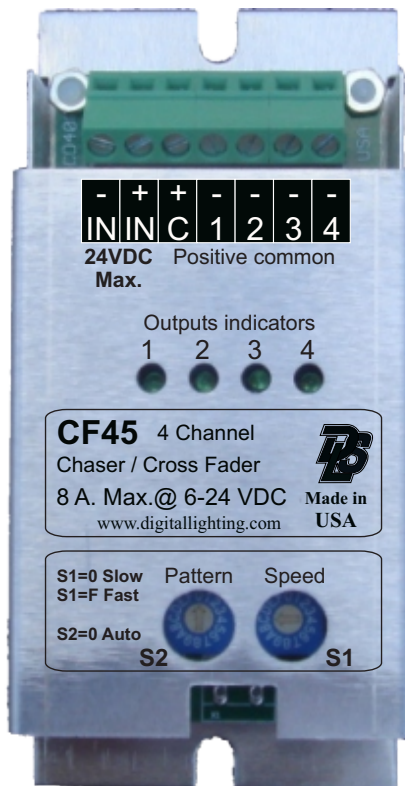 USA
- + + - - - -
IN IN C 1 2 3 4
24VDC Positive common
Max.
Outputs indicators
1 2 3 4
CF45 4 Channel
Chaser / Cross Fader
8 A. Max.@ 6-24 VDC
www.digitallighting.com
DLS
Made in
USA
S1=0 Slow
S1=F Fast
S2=0 Auto
Pattern Speed
S2 S1